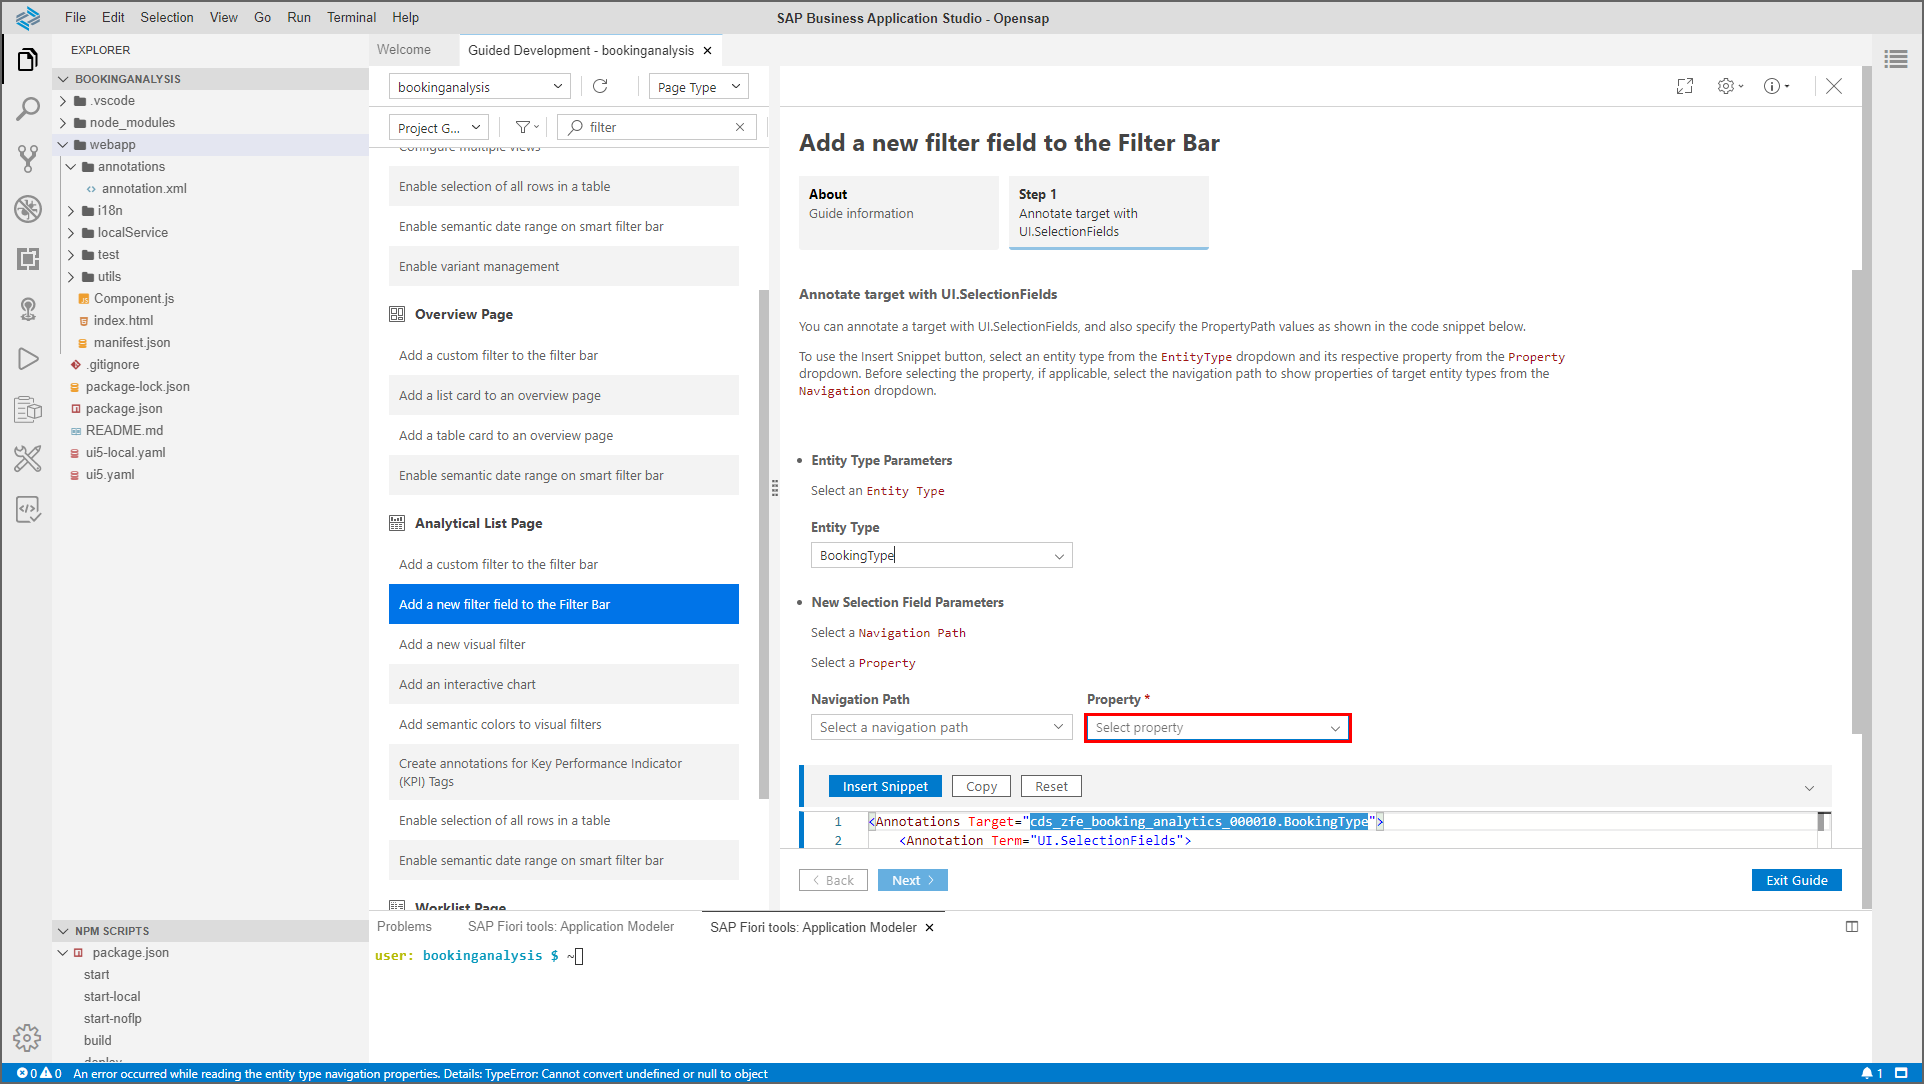 File Edit Selection View Go Run Terminal Help
SAP Business Application Studio - Opensap
EXPLORER
BOOKINGANALYSIS
.vscode
node_modules
webapp
annotations
annotation.xml
i18n
localService
test
utils
Component.js
index.html
manifest.json
.gitignore
package-lock.json
package.json
README.md
ui5-local.yaml
ui5.yaml
NPM SCRIPTS
package.json
start
start-local
start-noflp
build
deploy
Welcome
Guided Development - bookinganalysis
bookinganalysis
Page Type
Project G...
filter
Configure multiple views
Enable selection of all rows in a table
Enable semantic date range on smart filter bar
Enable variant management
Overview Page
Add a custom filter to the filter bar
Add a list card to an overview page
Add a table card to an overview page
Enable semantic date range on smart filter bar
Analytical List Page
Add a custom filter to the filter bar
Add a new filter field to the Filter Bar
Add a new visual filter
Add an interactive chart
Add semantic colors to visual filters
Create annotations for Key Performance Indicator
(KPI) Tags
Enable selection of all rows in a table
Enable semantic date range on smart filter bar
Worklist Page
Add a new filter field to the Filter Bar
About
Guide information
Step 1
Annotate target with
UI.SelectionFields
Annotate target with UI.SelectionFields
You can annotate a target with UI.SelectionFields, and also specify the PropertyPath values as shown in the code snippet below.
To use the Insert Snippet button, select an entity type from the EntityType dropdown and its respective property from the Property
dropdown. Before selecting the property, if applicable, select the navigation path to show properties of target entity types from the
Navigation dropdown.
• Entity Type Parameters
Select an Entity Type
Entity Type
BookingType
• New Selection Field Parameters
Select a Navigation Path
Select a Property
Navigation Path
Select a navigation path
Property *
Select property
Insert Snippet Copy Reset
1 <Annotations Target="cds_zfe_booking_analytics_000010.BookingType">
2 <Annotation Term="UI.SelectionFields">
< Back Next > Exit Guide
Problems SAP Fiori tools: Application Modeler SAP Fiori tools: Application Modeler
user: bookinganalysis $ ~
0 0 An error occurred while reading the entity type navigation properties. Details: TypeError: Cannot convert undefined or null to object
1